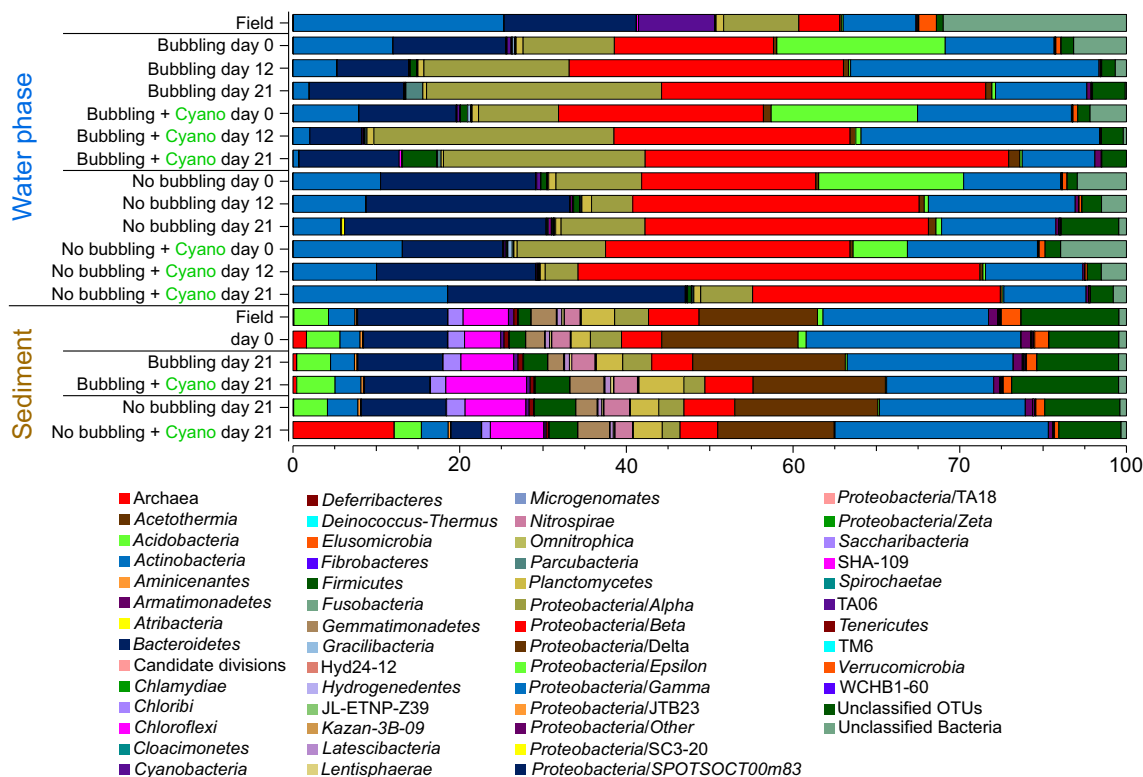 Water phase
Field
Bubbling day 0
Bubbling day 12
Bubbling day 21
Bubbling + Cyano day 0
Bubbling + Cyano day 12
Bubbling + Cyano day 21
No bubbling day 0
No bubbling day 12
No bubbling day 21
No bubbling + Cyano day 0
No bubbling + Cyano day 12
No bubbling + Cyano day 21
Sediment
Field
day 0
Bubbling day 21
Bubbling + Cyano day 21
No bubbling day 21
No bubbling + Cyano day 21
0 20 40 60 70 100
Archaea
Acetothermia
Acidobacteria
Actinobacteria
Aminicenantes
Armatimonadetes
Atribacteria
Bacteroidetes
Candidate divisions
Chlamydiae
Chloribi
Chloroflexi
Cloacimonetes
Cyanobacteria
Deferribacteres
Deinococcus-Thermus
Elusomicrobia
Fibrobacteres
Firmicutes
Fusobacteria
Gemmatimonadetes
Gracilibacteria
Hyd24-12
Hydrogenedentes
JL-ETNP-Z39
Kazan-3B-09
Latescibacteria
Lentisphaerae
Microgenomates
Nitrospirae
Omnitrophica
Parcubacteria
Planctomycetes
Proteobacteria/Alpha
Proteobacteria/Beta
Proteobacteria/Delta
Proteobacteria/Epsilon
Proteobacteria/Gamma
Proteobacteria/JTB23
Proteobacteria/Other
Proteobacteria/SC3-20
Proteobacteria/SPOTSOCT00m83
Proteobacteria/TA18
Proteobacteria/Zeta
Saccharibacteria
SHA-109
Spirochaetae
TA06
Tenericutes
TM6
Verrucomicrobia
WCHB1-60
Unclassified OTUs
Unclassified Bacteria